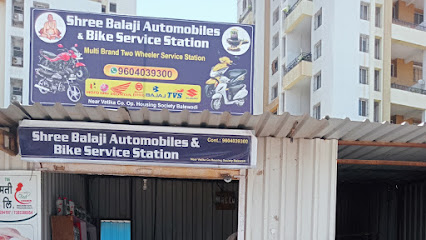 Shree Balaji Automobiles
& Bike Service Station
Multi Brand Two Wheeler Service Station
9604039300
BAJAJ TVS
Near Vatika Co. Op. Housing Society Balewadi
Shree Balaji Automobiles &
Bike Service Station
Cont.: 9604039300
Near Vatika Co. Op. Housing Society Balewadi
मती
लि.